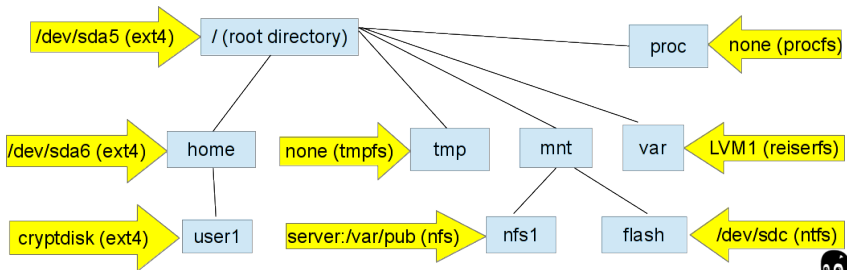 /dev/sda5 (ext4)
/ (root directory)
proc
none (procfs)
/dev/sda6 (ext4)
home
none (tmpfs)
tmp
mnt
var
LVM1 (reiserfs)
cryptdisk (ext4)
user1
server:/var/pub (nfs)
nfs1
flash
/dev/sdc (ntfs)